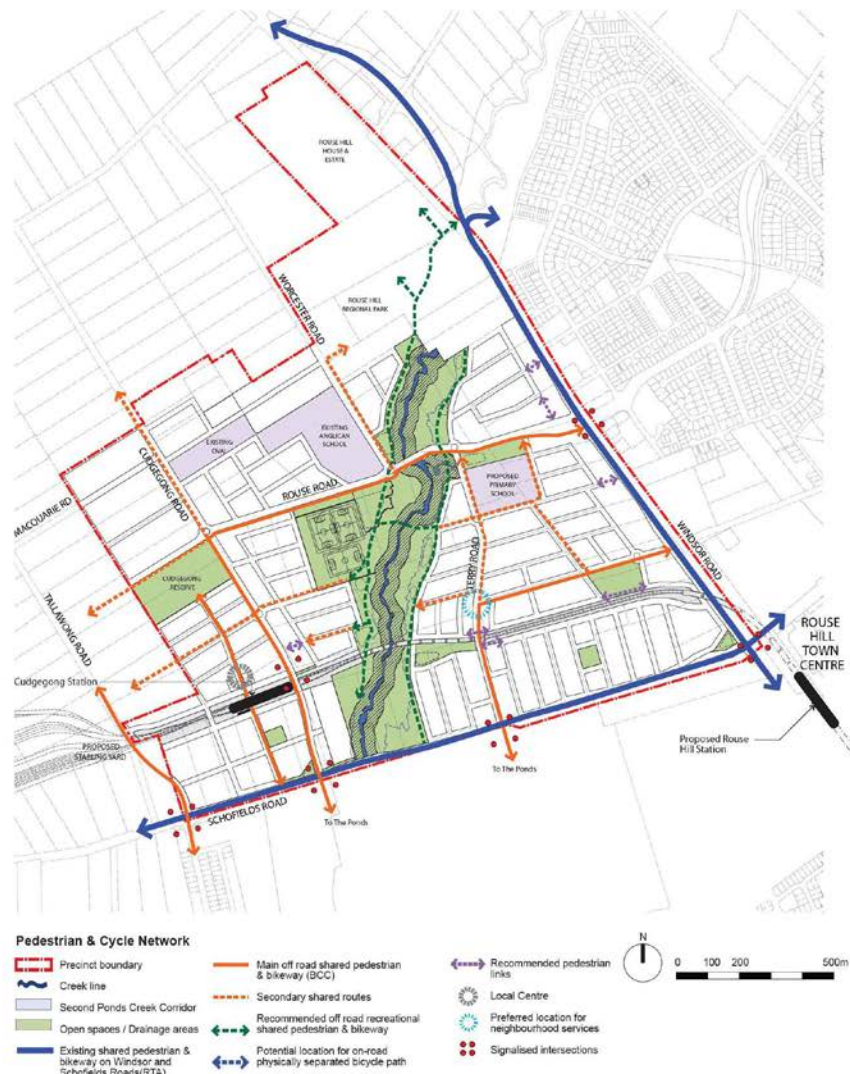 ROUSE HILL
HOUSE &
ESTATE
WORCESTER ROAD
ROUSE HILL
REGIONAL PARK
EXISTING
OVAL
EXISTING
ANGLICAN
SCHOOL
CUDGEGONG ROAD
ROUSE ROAD
MACQUARIE RD
PROPOSED
PRIMARY
SCHOOL
TERRY ROAD
WINDSOR ROAD
CUDGEGONG
RESERVE
TALLAWONG ROAD
ROUSE
HILL
TOWN
CENTRE
Cudgegong Station
PROPOSED
STABLING YARD
Proposed Rouse
Hill Station
SCHOFIELDS ROAD
To The Ponds
To The Ponds
Pedestrian & Cycle Network
Precinct boundary
Creek line
Second Ponds Creek Corridor
Open spaces / Drainage areas
Existing shared pedestrian &
bikeway on Windsor and
Schofields Roads(RTA)
Main off road shared pedestrian
& bikeway (BCC)
Secondary shared routes
Recommended off road recreational
shared pedestrian & bikeway
Potential location for on-road
physically separated bicycle path
Recommended pedestrian
links
Local Centre
Preferred location for
neighbourhood services
Signalised intersections
N
0 100 200 500m